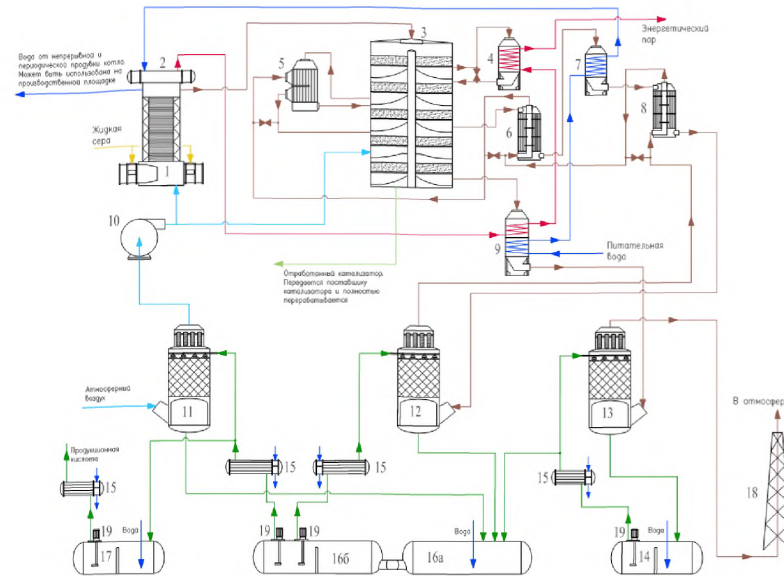 Вода от непрерывной и
периодической продувки котла.
Может быть использована на
производственной площадке
2
3
5
4
Энергетический
пар
7
6
8
Жидкая
сера
1
10
9
Питательная
вода
Отработанный катализатор.
Передается поставщику
катализатора и полностью
перерабатывается
Атмосферный
воздух
11
12
13
В атмосфер
Продукционная
кислота
15
15
15
15
18
19
17
Вода
19
19
16б
16а
Вода
19
14
Вода